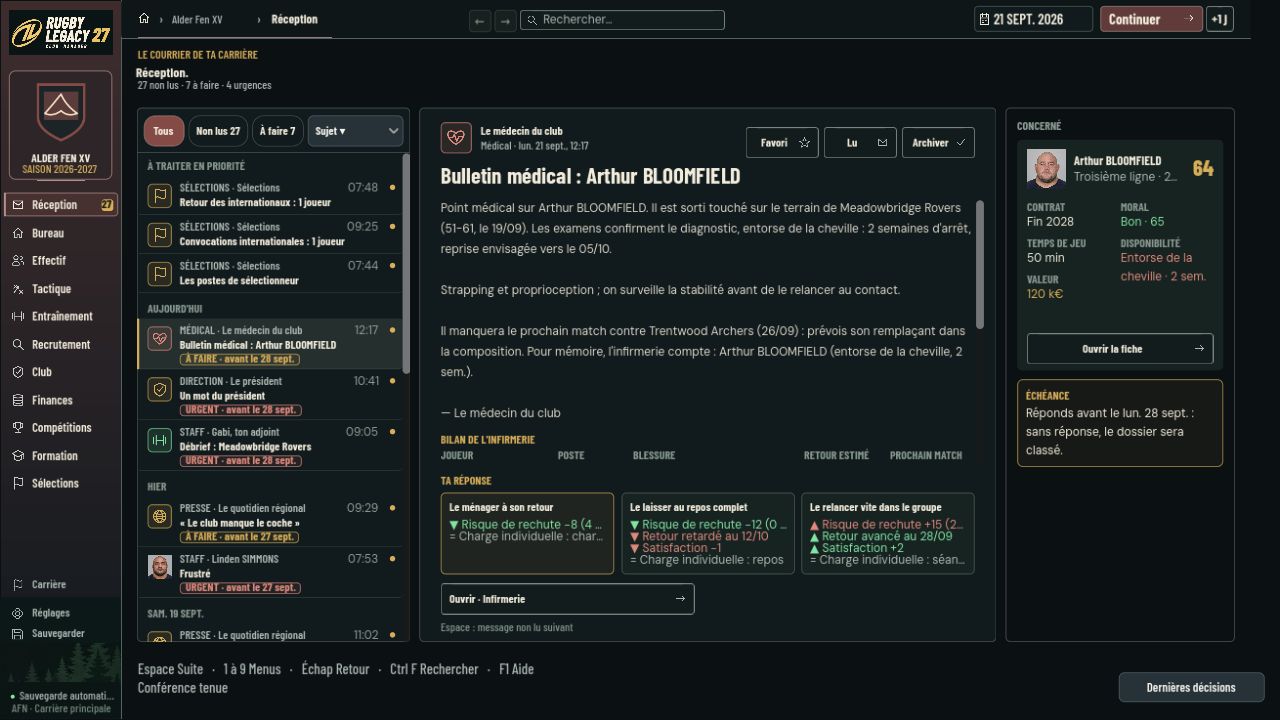 RUGBY
LEGACY 27
CLUB MANAGER
Alder Fen XV
Réception
Rechercher...
21 SEPT. 2026
Continuer
+1 J
LE COURRIER DE TA CARRIÈRE
Réception.
27 non lus · 7 à faire · 4 urgences
ALDER FEN XV
SAISON 2026-2027
Réception
27
Bureau
Effectif
Tactique
Entraînement
Recrutement
Club
Finances
Compétitions
Formation
Sélections
Carrière
Réglages
Sauvegarder
Sauvegarde automati...
AFN · Carrière principale
Tous
Non lus 27
À faire 7
Sujet ▾
À TRAITER EN PRIORITÉ
SÉLECTIONS · Sélections 07:48
Retour des internationaux : 1 joueur
SÉLECTIONS · Sélections 09:25
Convocations internationales : 1 joueur
SÉLECTIONS · Sélections 07:44
Les postes de sélectionneur
AUJOURD'HUI
MÉDICAL · Le médecin du club 12:17
Bulletin médical : Arthur BLOOMFIELD
À FAIRE · avant le 28 sept.
DIRECTION · Le président 10:41
Un mot du président
URGENT · avant le 28 sept.
STAFF · Gabi, ton adjoint 09:05
Débrief : Meadowbridge Rovers
URGENT · avant le 28 sept.
HIER
PRESSE · Le quotidien régional 09:29
« Le club manque le coche »
À FAIRE · avant le 27 sept.
STAFF · Linden SIMMONS 07:53
Frustré
URGENT · avant le 27 sept.
SAM. 19 SEPT.
PRESSE · Le quotidien régional 11:02
Le médecin du club
Médical · lun. 21 sept., 12:17
Favori
Lu
Archiver
Bulletin médical : Arthur BLOOMFIELD
Point médical sur Arthur BLOOMFIELD. Il est sorti touché sur le terrain de Meadowbridge Rovers
(51-61, le 19/09). Les examens confirment le diagnostic, entorse de la cheville : 2 semaines d'arrêt,
reprise envisagée vers le 05/10.
Strapping et proprioception ; on surveille la stabilité avant de le relancer au contact.
Il manquera le prochain match contre Trentwood Archers (26/09) : prévois son remplaçant dans
la composition. Pour mémoire, l'infirmerie compte : Arthur BLOOMFIELD (entorse de la cheville, 2
sem.).
— Le médecin du club
BILAN DE L'INFIRMERIE
JOUEUR POSTE BLESSURE RETOUR ESTIMÉ PROCHAIN MATCH
TA RÉPONSE
Le ménager à son retour
▼ Risque de rechute -8 (4 ...
= Charge individuelle : char...
Le laisser au repos complet
▼ Risque de rechute -12 (0 ...
▼ Retour retardé au 12/10
▼ Satisfaction -1
= Charge individuelle : repos
Le relancer vite dans le groupe
▲ Risque de rechute +15 (2...
▲ Retour avancé au 28/09
▲ Satisfaction +2
= Charge individuelle : séan...
Ouvrir · Infirmerie
Espace : message non lu suivant
CONCERNÉ
Arthur BLOOMFIELD
Troisième ligne · 2...
64
CONTRAT
Fin 2028
MORAL
Bon · 65
TEMPS DE JEU
50 min
DISPONIBILITÉ
Entorse de la
cheville · 2 sem.
VALEUR
120 k€
Ouvrir la fiche
ÉCHÉANCE
Réponds avant le lun. 28 sept. :
sans réponse, le dossier sera
classé.
Espace Suite · 1 à 9 Menus · Échap Retour · Ctrl F Rechercher · F1 Aide
Conférence tenue
Dernières décisions